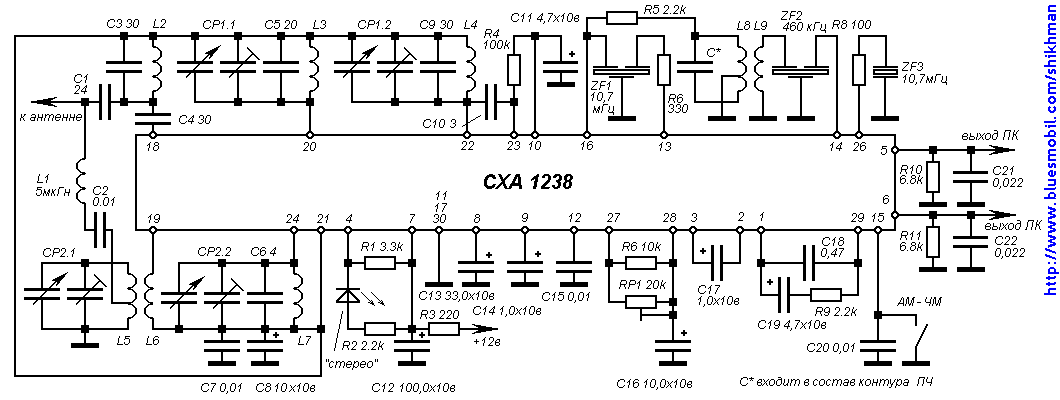 C3 30
L2
CP1.1
C5 20
L3
CP1.2
C9 30
L4
R4
100k
C11 4,7x10в
R5 2.2k
C*
L8 L9
ZF2
460 кГц
R8 100
ZF1
10,7
мГц
R6
330
ZF3
10,7мГц
C1
24
к антенне
C4 30
C10 3
18
20
22
23
10
16
13
14
26
5
выход ПК
R10
6.8k
C21
0,022
L1
5мкГн
C2
0.01
CXA 1238
6
выход ПК
R11
6.8k
C22
0,022
19
24
21
4
7
11
17
30
8
9
12
27
28
3
2
1
29
15
CP2.1
L5
L6
CP2.2
C6 4
L7
R1 3.3k
R2 2.2k
"стерео"
C13 33,0x10в
R3 220
+12в
C14 1,0x10в
C15 0,01
R6 10k
RP1 20k
C17
1,0x10в
C18
0,47
C19 4,7x10в
R9 2.2k
АМ - ЧМ
C20 0,01
C7 0,01
C8 10x10в
C12 100,0x10в
C16 10,0x10в
C* входит в состав контура ПЧ
http://www.bluesmobil.com/shikhman